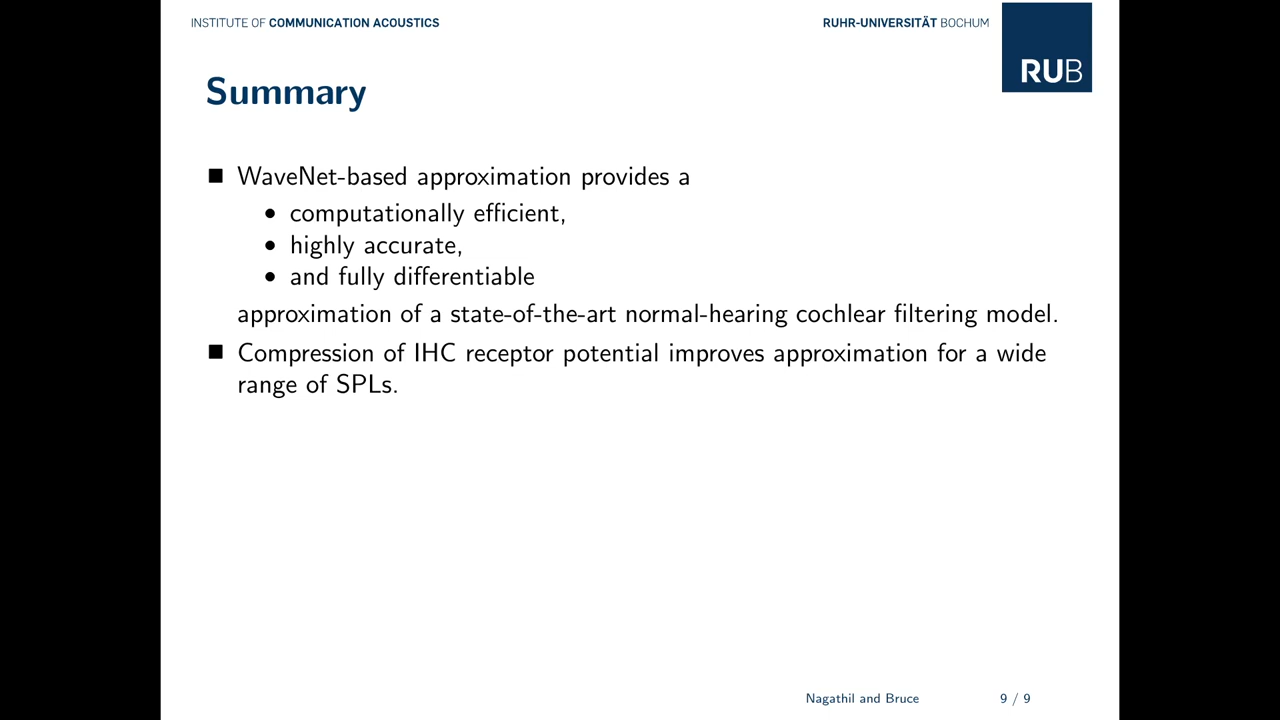 INSTITUTE OF COMMUNICATION ACOUSTICS
RUHR-UNIVERSITÄT BOCHUM
RUB
Summary
WaveNet-based approximation provides a
computationally efficient,
highly accurate,
and fully differentiable
approximation of a state-of-the-art normal-hearing cochlear filtering model.
Compression of IHC receptor potential improves approximation for a wide
range of SPLs.
Nagathil and Bruce
9 / 9